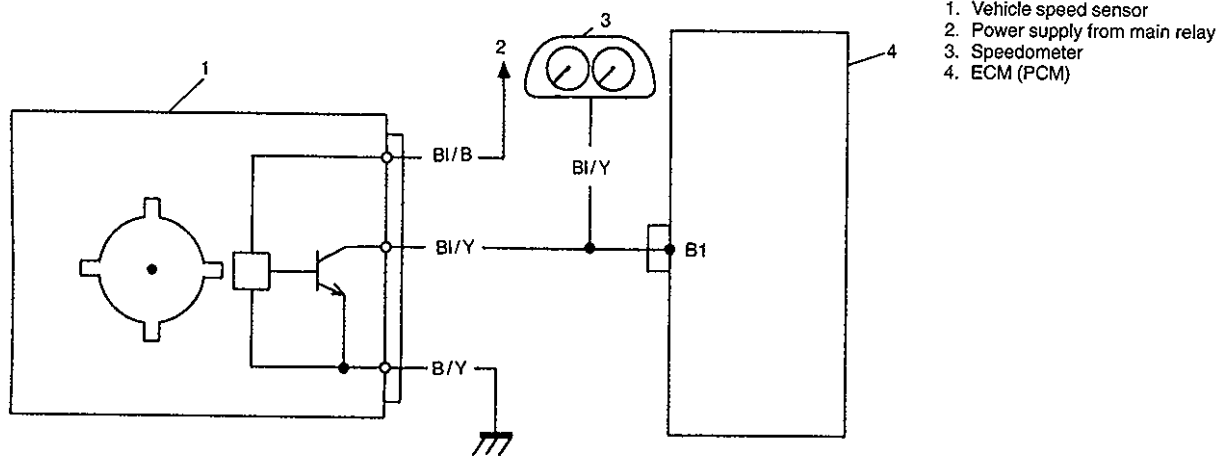 1. Vehicle speed sensor
2. Power supply from main relay
3. Speedometer
4. ECM (PCM)
3
2
4
1
Bl/B
Bl/Y
Bl/Y
B1
B/Y